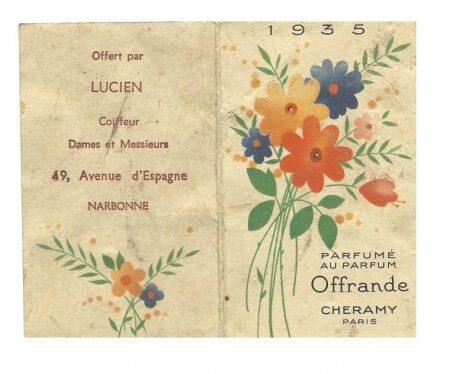 Offert par
LUCIEN
Coiffeur
Dames et Messieurs
49, Avenue d'Espagne
NARBONNE
1935
PARFUMÉ
AU PARFUM
Offrande
CHERAMY
PARIS